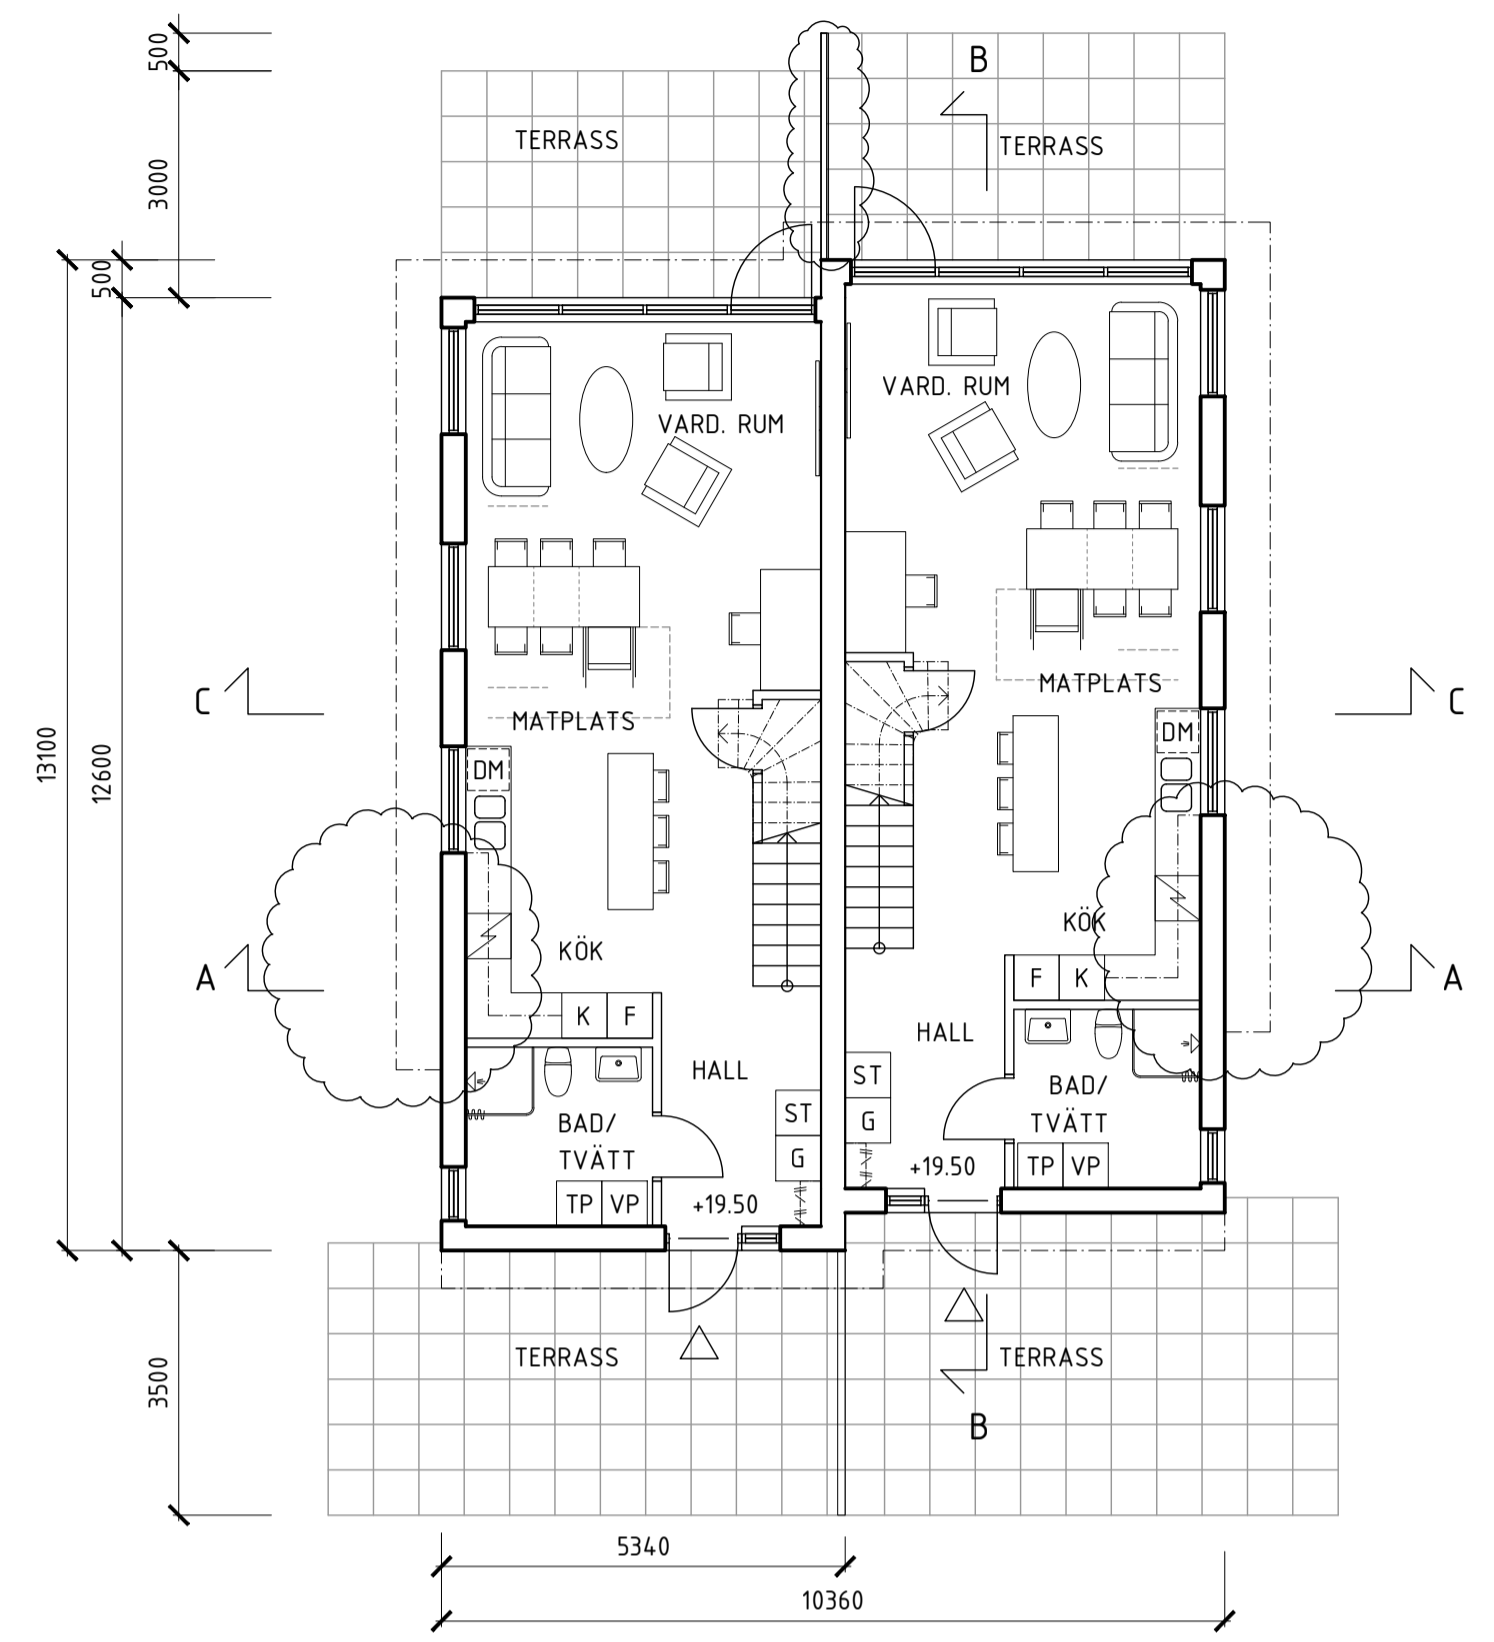 500
B
TERRASS
TERRASS
3000
500
VARD. RUM
VARD. RUM
MATPLATS
C
C
MATPLATS
DM
DM
13100
12600
KÖK
KÖK
A
F
K
A
K
F
HALL
HALL
ST
BAD/
TVÄTT
G
ST
BAD/
TVÄTT
G
+19.50
TP
VP
TP
VP
+19.50
TERRASS
TERRASS
3500
B
5340
10360